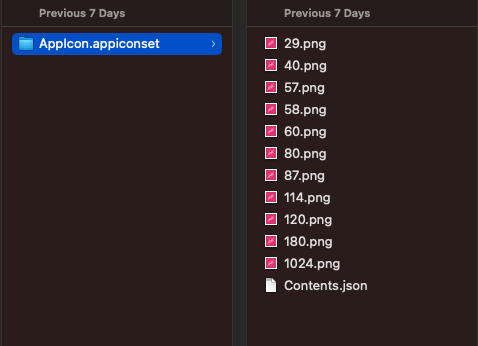 Previous 7 Days
AppIcon.appiconset
Previous 7 Days
29.png
40.png
57.png
58.png
60.png
80.png
87.png
114.png
120.png
180.png
1024.png
Contents.json